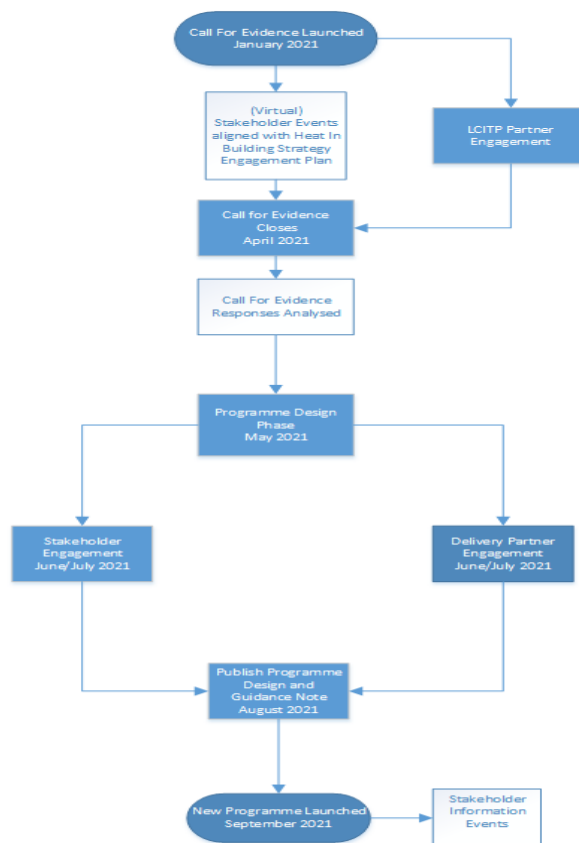 Call For Evidence Launched
January 2021
(Virtual)
Stakeholder Events
aligned with Heat In
Building Strategy
Engagement Plan
LCITP Partner
Engagement
Call for Evidence
Closes
April 2021
Call For Evidence
Responses Analysed
Programme Design
Phase
May 2021
Stakeholder
Engagement
June/July 2021
Delivery Partner
Engagement
June/July 2021
Publish Programme
Design and
Guidance Note
August 2021
New Programme Launched
September 2021
Stakeholder
Information
Events